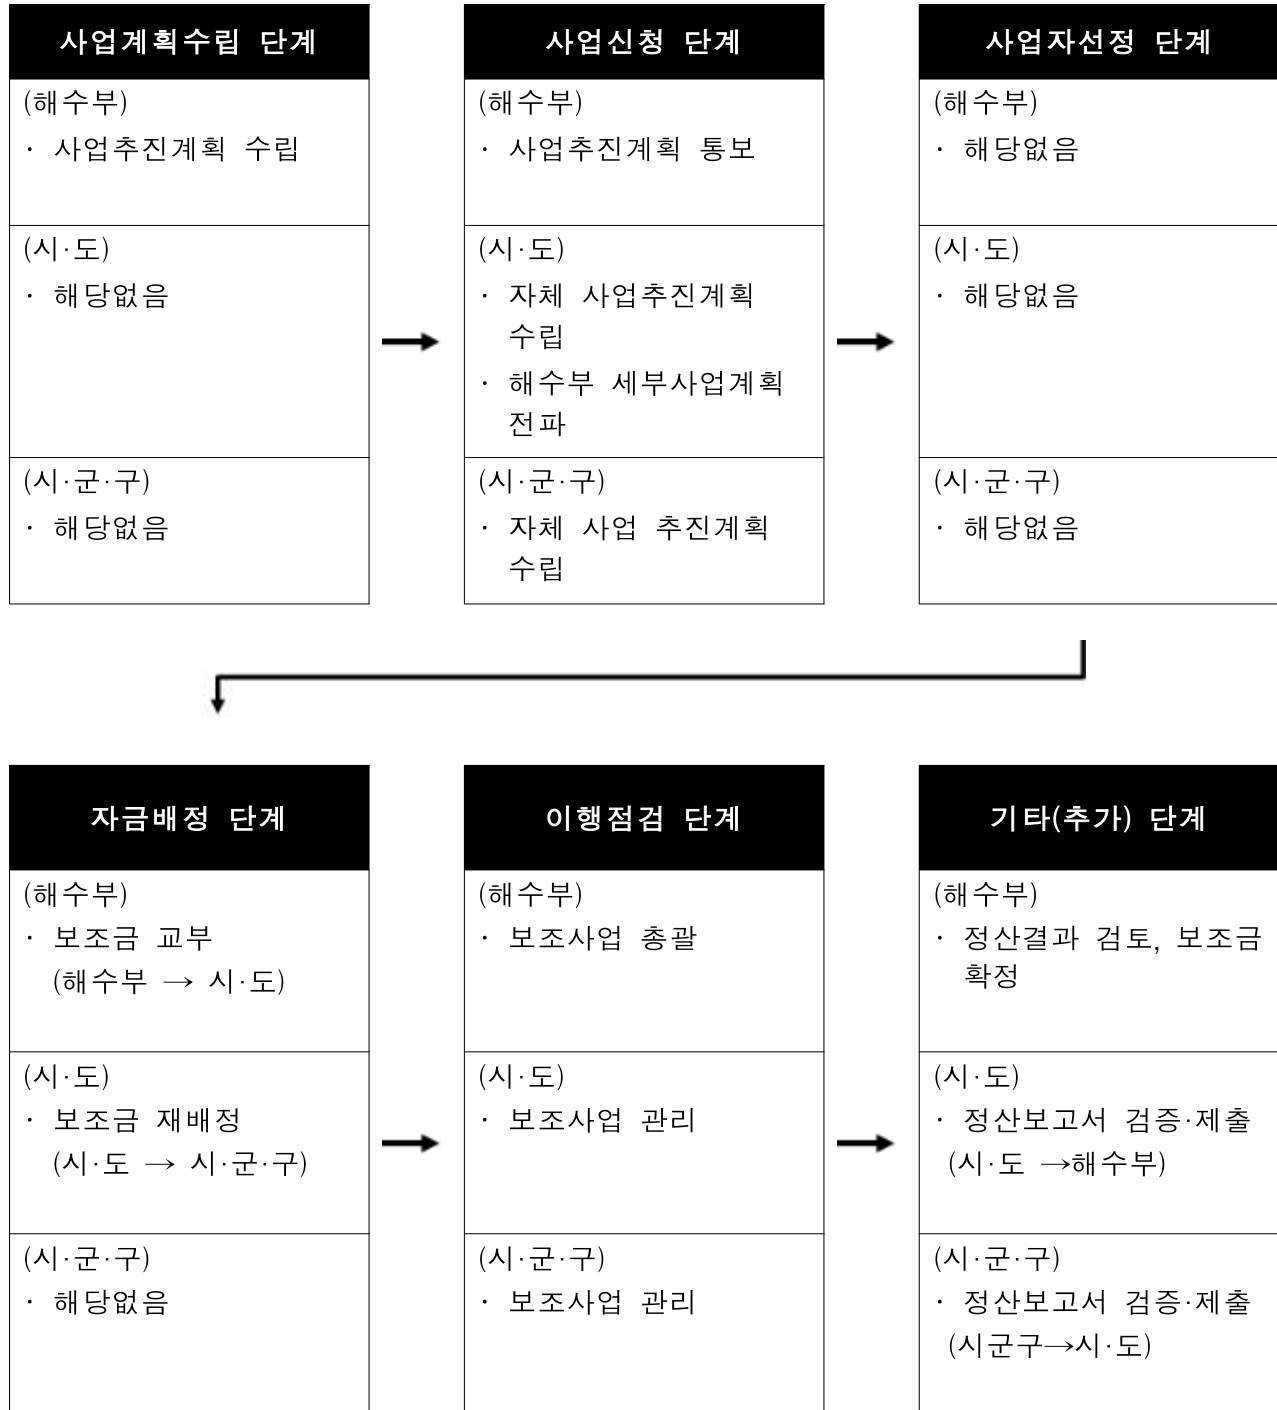 사업계획수립 단계
(해수부)
· 사업추진계획 수립
(시·도)
· 해당없음
(시·군·구)
· 해당없음
사업신청 단계
(해수부)
· 사업추진계획 통보
(시·도)
· 자체 사업추진계획
수립
· 해수부 세부사업계획
전파
(시·군·구)
· 자체 사업 추진계획
수립
사업자선정 단계
(해수부)
· 해당없음
(시·도)
· 해당없음
(시·군·구)
· 해당없음
자금배정 단계
(해수부)
· 보조금 교부
(해수부 → 시·도)
(시·도)
· 보조금 재배정
(시·도 → 시·군·구)
(시·군·구)
· 해당없음
이행점검 단계
(해수부)
· 보조사업 총괄
(시·도)
· 보조사업 관리
(시·군·구)
· 보조사업 관리
기타(추가) 단계
(해수부)
· 정산결과 검토, 보조금
확정
(시·도)
· 정산보고서 검증·제출
(시·도 →해수부)
(시·군·구)
· 정산보고서 검증·제출
(시군구→시·도)